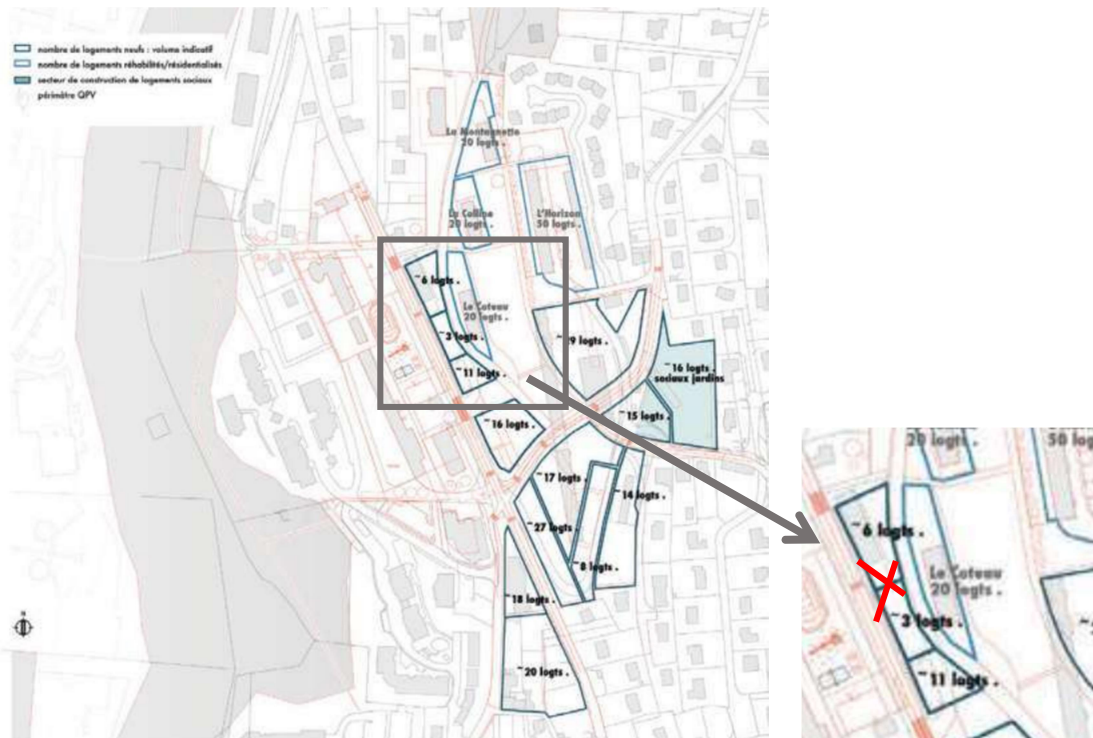 nombre de logements neufs : volume indicatif
nombre de logements réhabilités/résidentialisés
secteur de construction de logements sociaux
périmètre QPV
La Montagnette
20 logts .
La Colline
20 logts .
L'Horizon
50 logts .
~6 logts .
Le Coteau
20 logts .
~3 logts .
~11 logts .
~16 logts .
~16 logts .
sociaux jardins
~15 logts .
~17 logts .
~14 logts .
~27 logts .
~8 logts .
~18 logts .
~20 logts .
N
20 logts .
~6 logts .
Le Coteau
20 logts .
~3 logts .
~11 logts .